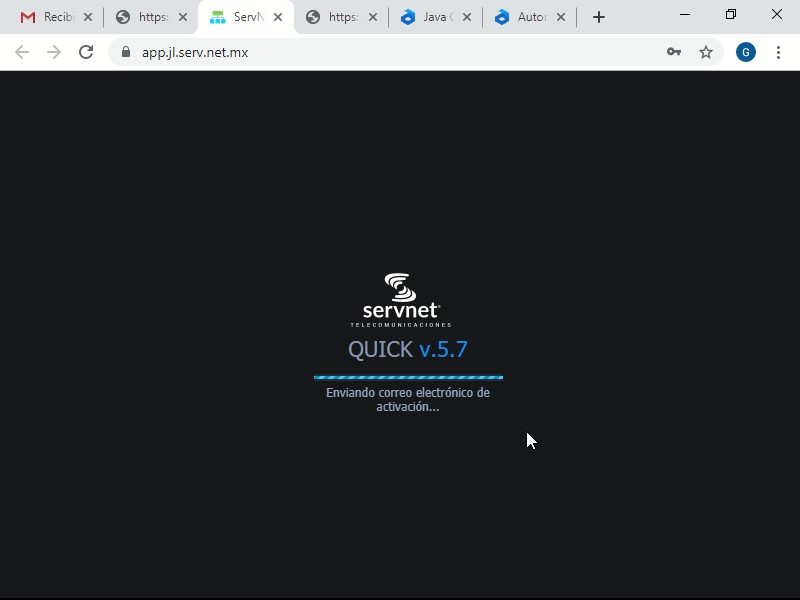 Recib
https:
ServN
https:
Java C
Autor
app.jl.serv.net.mx
G
servnet
TELECOMUNICACIONES
QUICK v.5.7
Enviando correo electrónico de
activación...